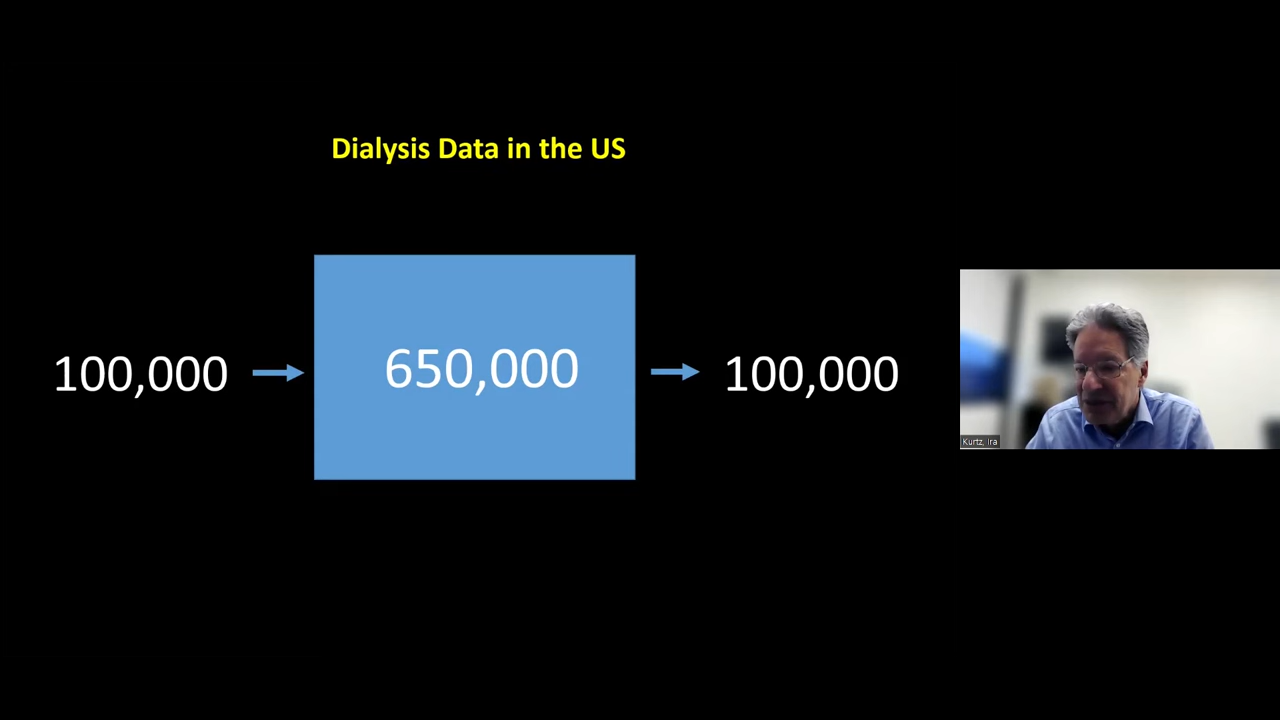 Dialysis Data in the US
100,000
650,000
100,000
Kurtz, Ira